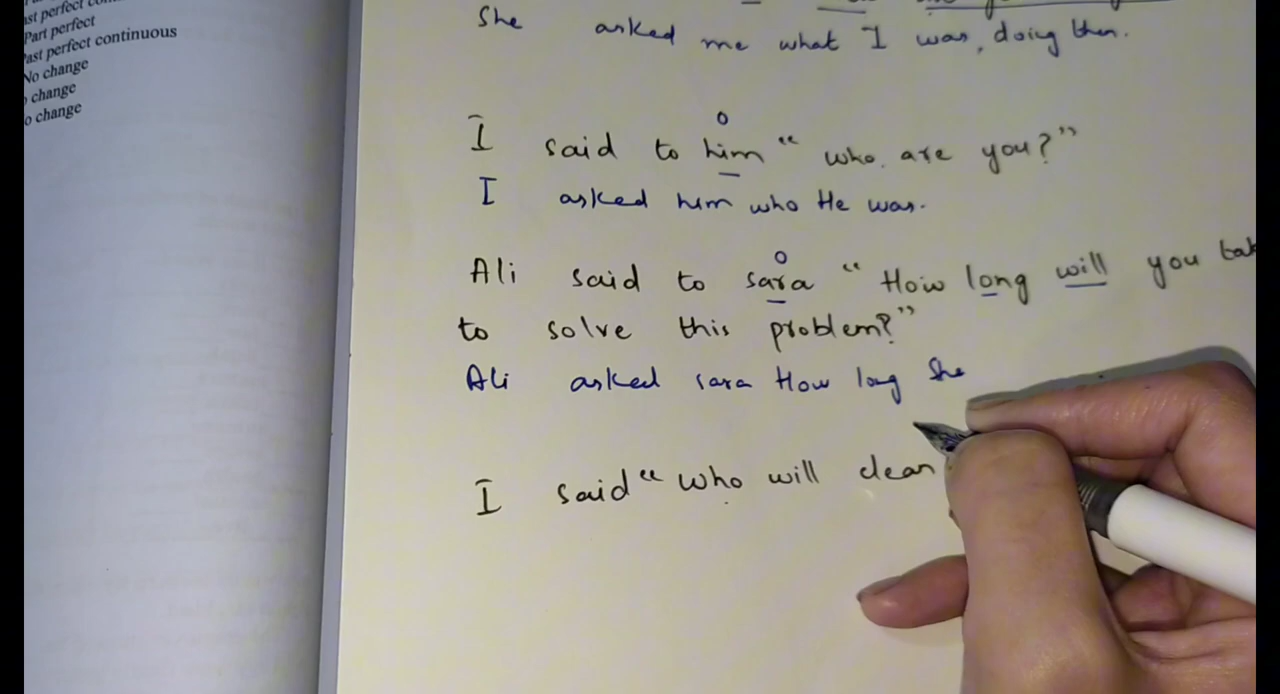 Part perfect
ast perfect continuous
No change
change
o change
She asked me what I was, doing then.
O
I said to him “ who are you?”
I asked him who He was.
O
Ali said to sara “ How long will you tak
to solve this problem?”
Ali asked sara How long She
I said “ who will clean